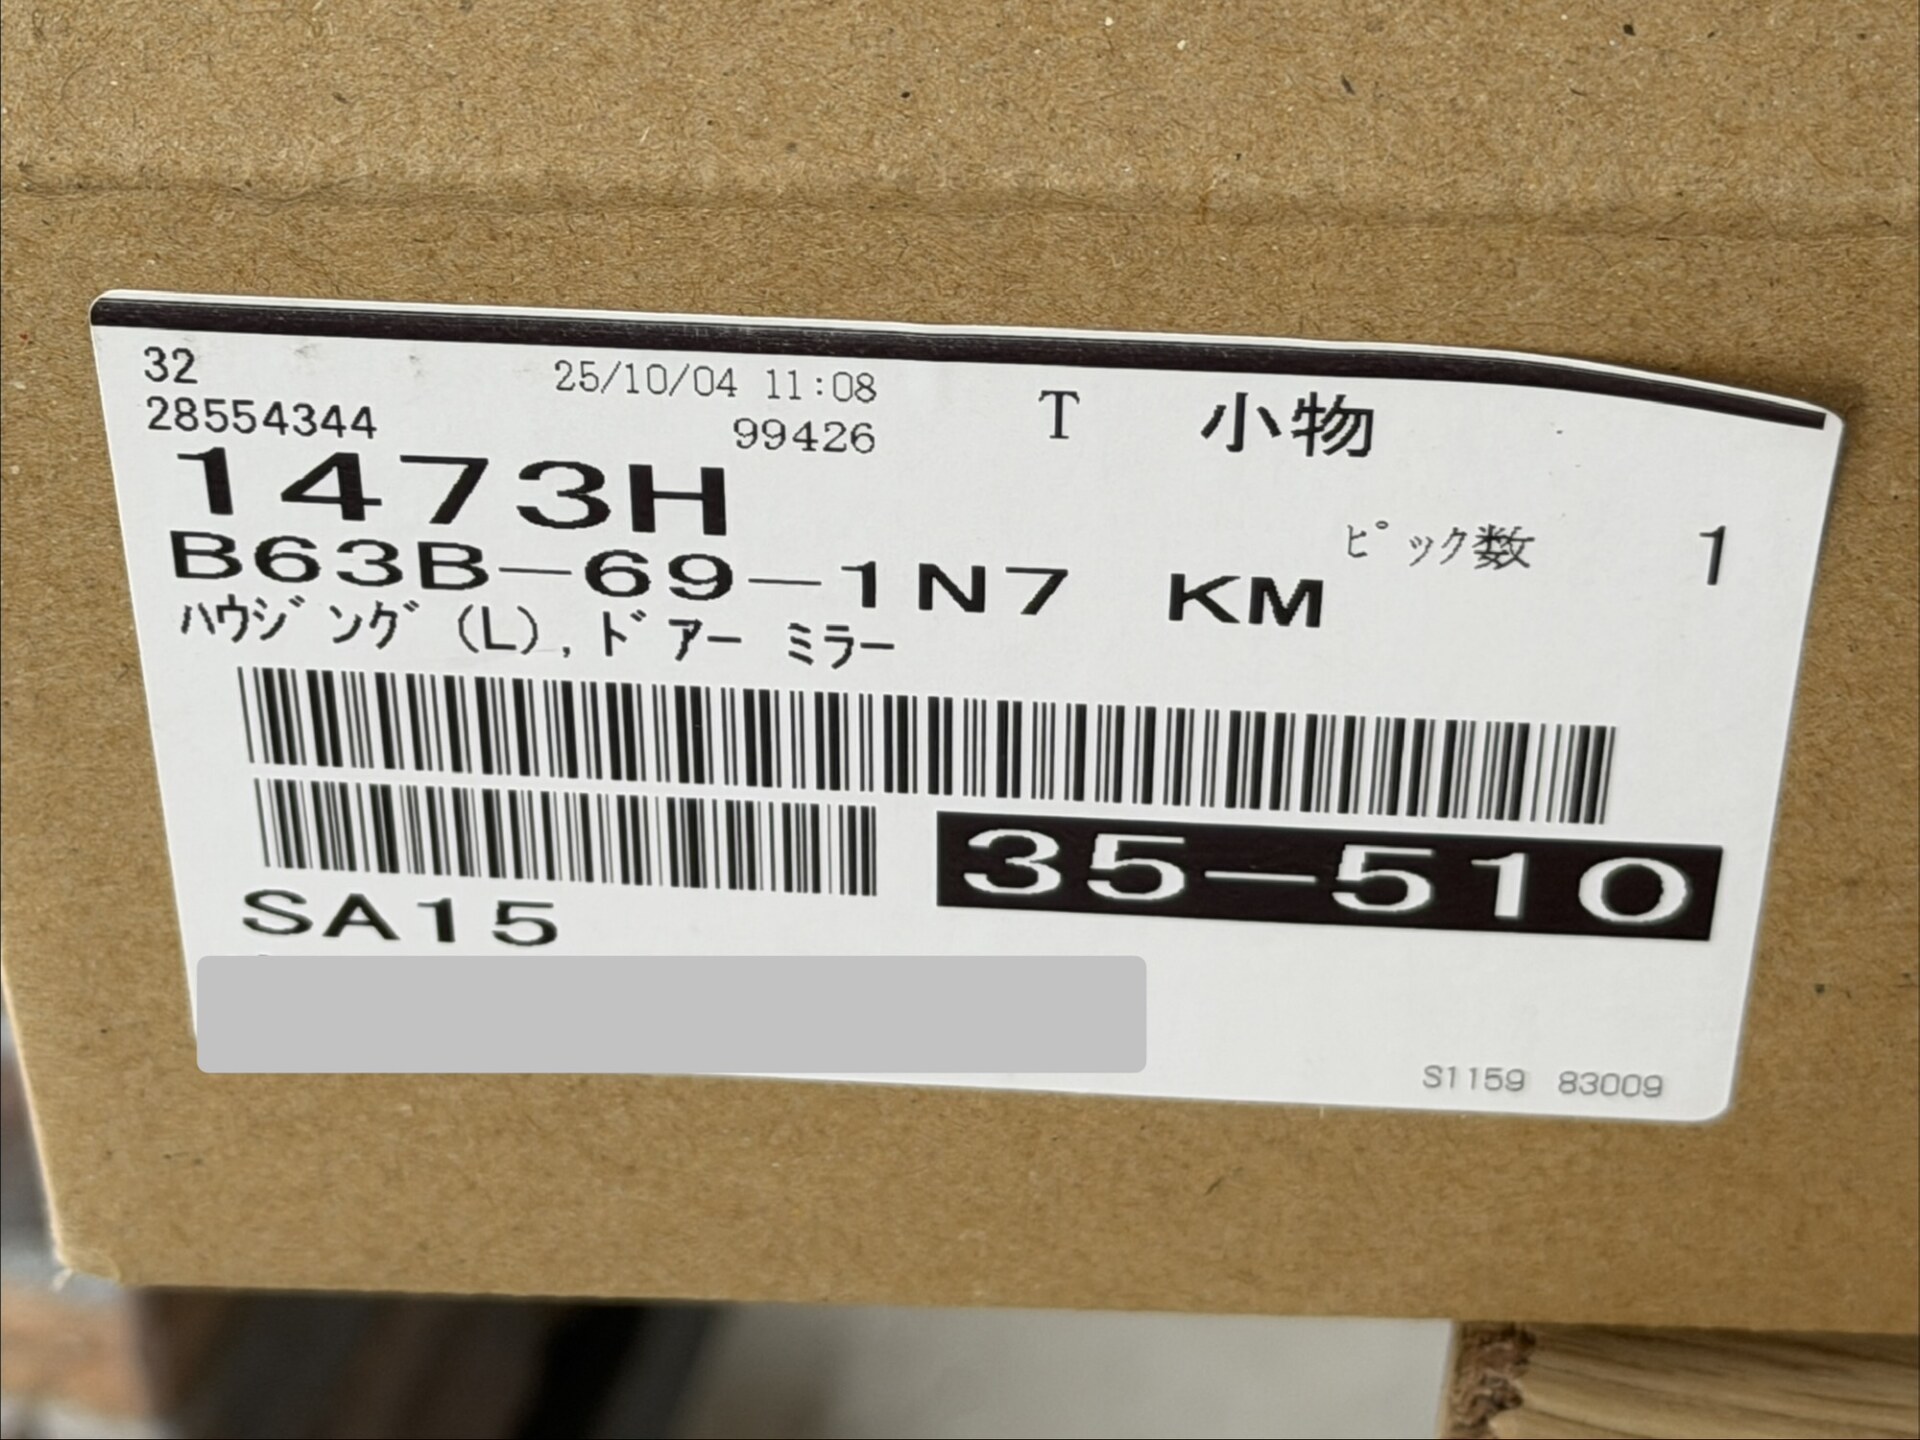 32 25/10/04 11:08 T 小物
28554344 99426
1473H
ピック数 1
B63B-69-1N7 KM
ハウジング(L),ドアー ミラー
35-510
SA15
S1159 83009